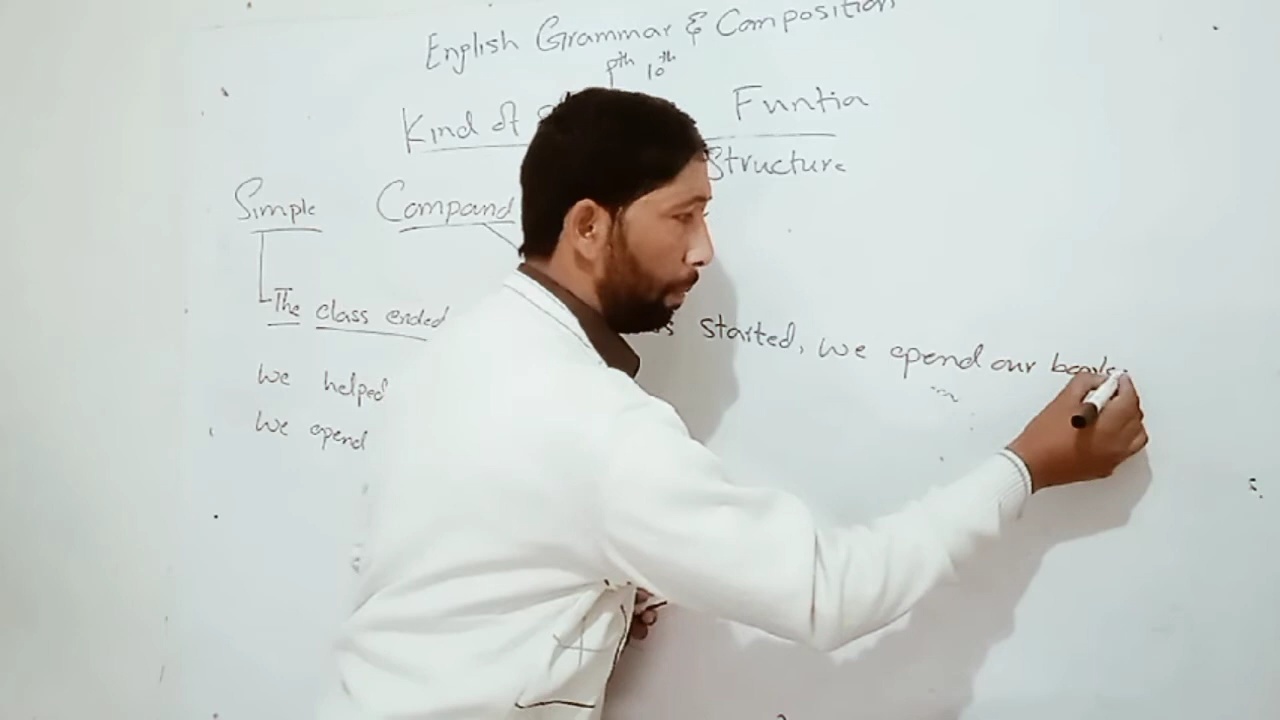 English Grammar & Composition
9th 10th
Kind of Funtion
Structure
Simple Compand
The class ended started, we opend our books.
we helped
we opend